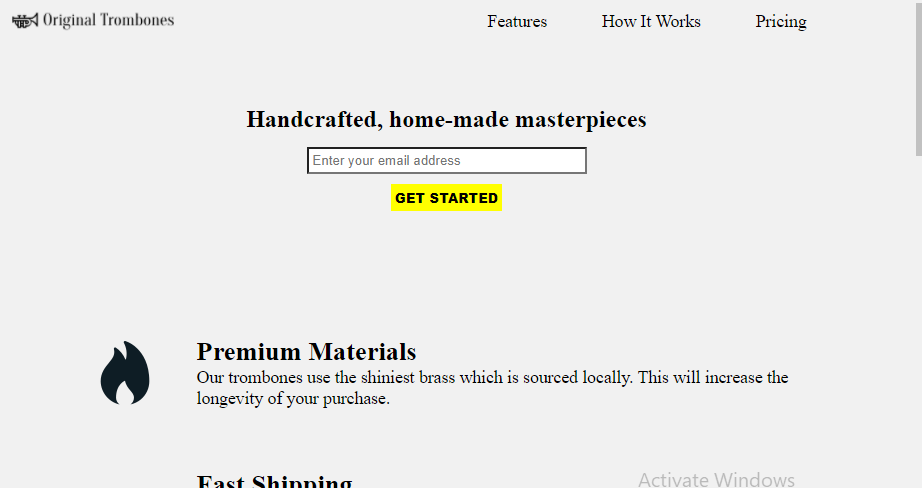 Original Trombones
Features
How It Works
Pricing
Handcrafted, home-made masterpieces
Enter your email address
GET STARTED
Premium Materials
Our trombones use the shiniest brass which is sourced locally. This will increase the
longevity of your purchase.
Fast Shipping
Activate Windows